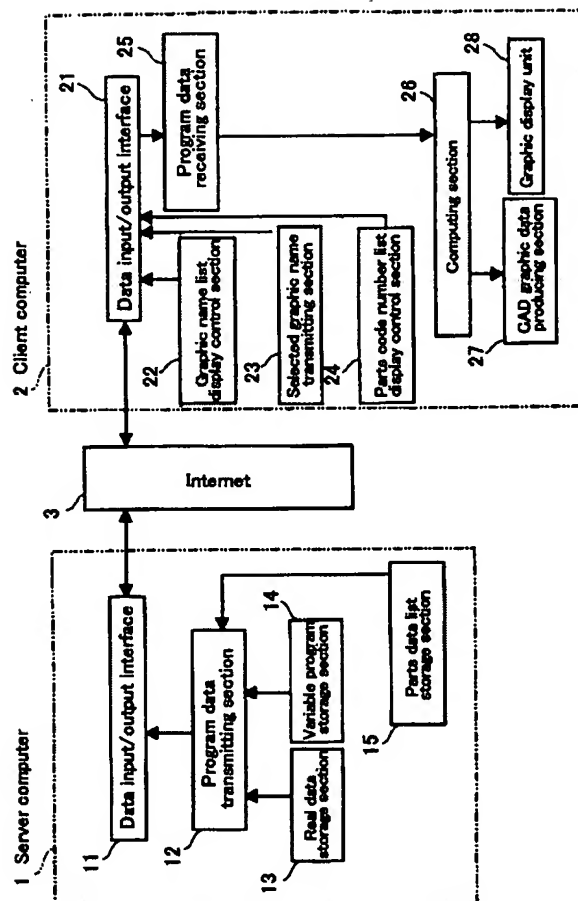 1 Server computer
11
Data input/output interface
12
Program data
transmitting section
13
Real data
storage section
14
Variable program
storage section
15
Parts data list
storage section
3
Internet
2 Client computer
21
Data input/output interface
22
Graphic name list
display control section
23
Selected graphic name
transmitting section
24
Parts code number list
display control section
25
Program data
receiving section
26
Computing section
27
CAD graphic data
producing section
28
Graphic display unit